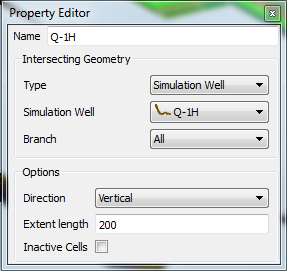 Property Editor
Name Q-1H
Intersecting Geometry
Type Simulation Well
Simulation Well Q-1H
Branch All
Options
Direction Vertical
Extent length 200
Inactive Cells